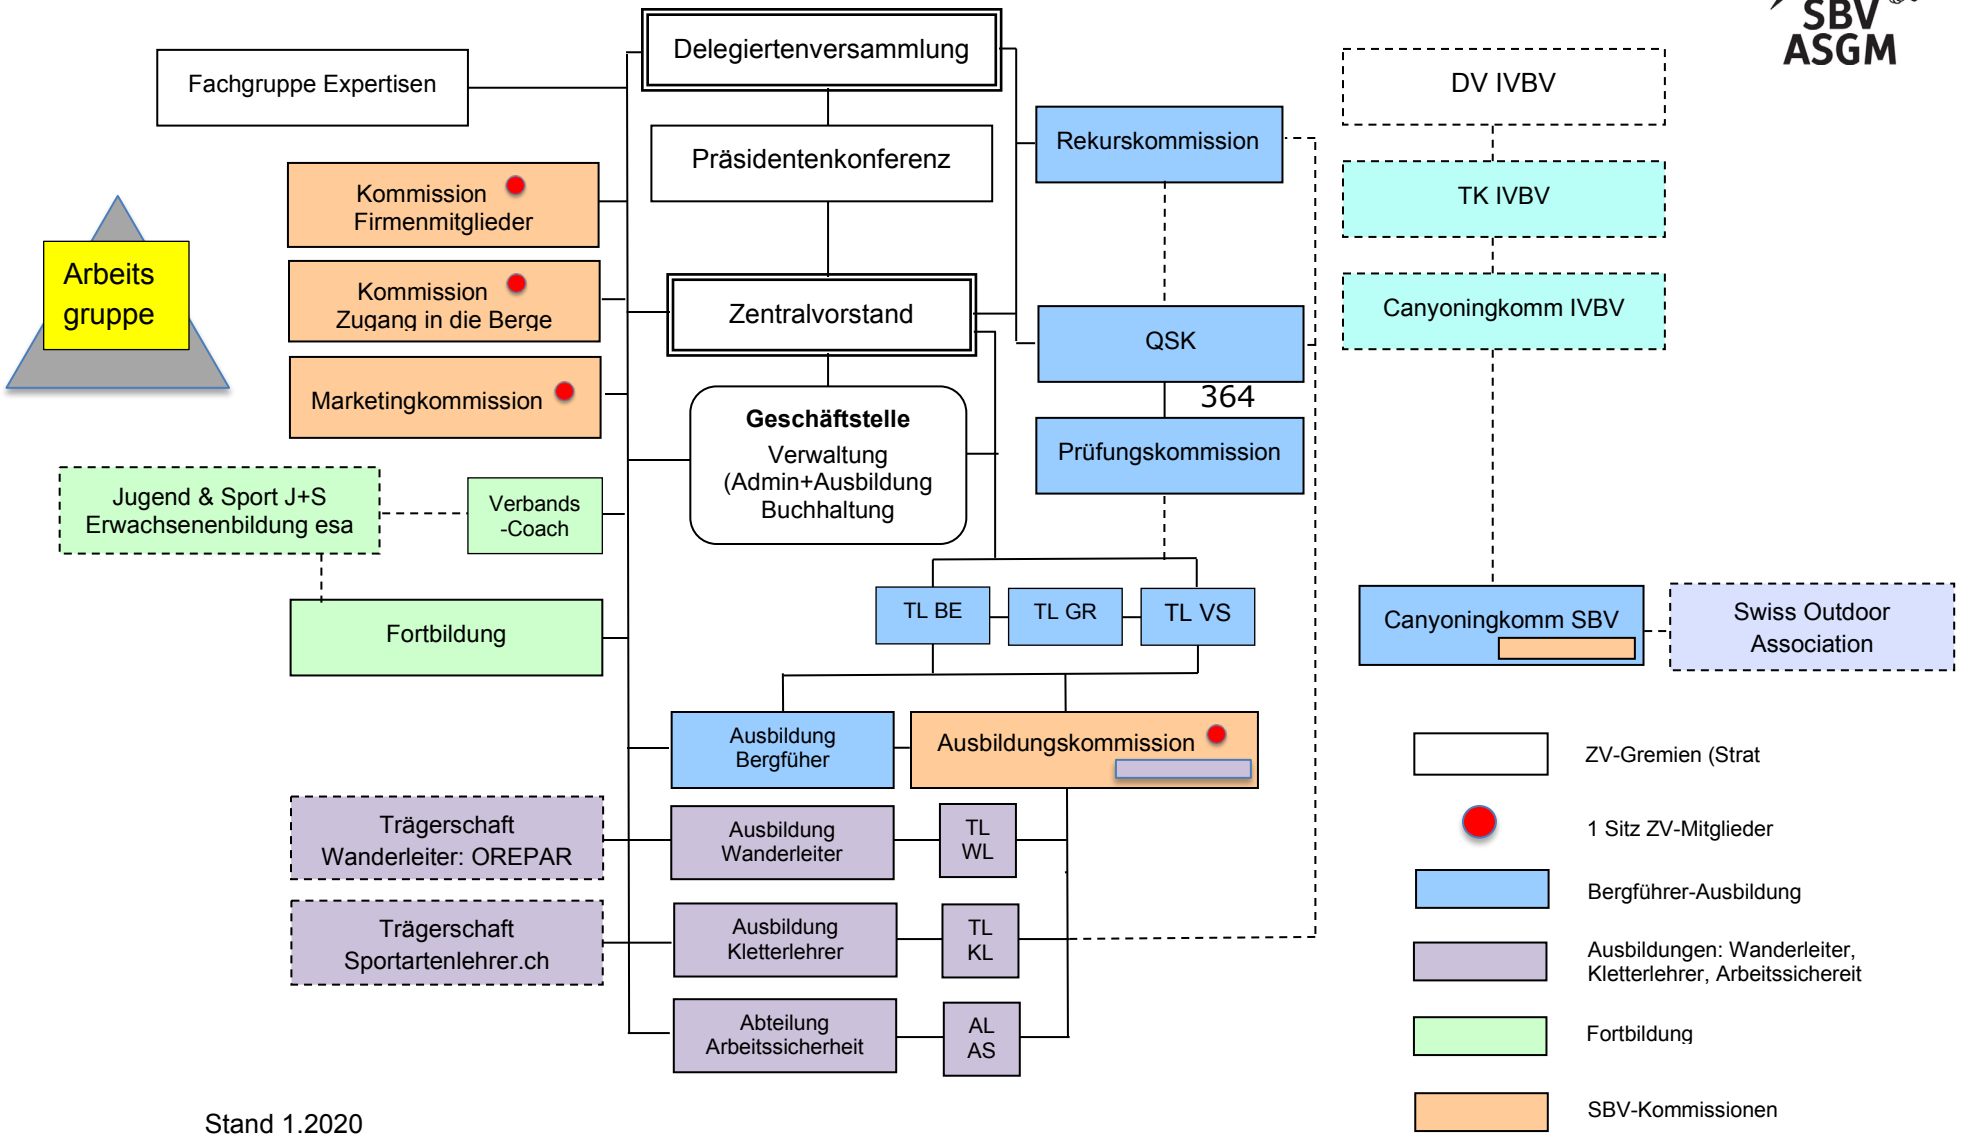 SBV
ASGM
Delegiertenversammlung
Fachgruppe Expertisen
DV IVBV
Rekurskommission
Präsidentenkonferenz
Kommission
Firmenmitglieder
TK IVBV
Arbeits
gruppe
Kommission
Zugang in die Berge
Zentralvorstand
Canyoningkomm IVBV
QSK
364
Marketingkommission
Geschäftstelle
Verwaltung
(Admin+Ausbildung
Buchhaltung
Prüfungskommission
Jugend & Sport J+S
Erwachsenenbildung esa
Verbands
-Coach
TL BE
TL GR
TL VS
Fortbildung
Canyoningkomm SBV
Swiss Outdoor
Association
Ausbildung
Bergfüher
Ausbildungskommission
ZV-Gremien (Strat
Trägerschaft
Wanderleiter: OREPAR
Ausbildung
Wanderleiter
TL
WL
1 Sitz ZV-Mitglieder
Bergführer-Ausbildung
Trägerschaft
Sportartenlehrer.ch
Ausbildung
Kletterlehrer
TL
KL
Ausbildungen: Wanderleiter,
Kletterlehrer, Arbeitssichereit
Abteilung
Arbeitssicherheit
AL
AS
Fortbildung
SBV-Kommissionen
Stand 1.2020